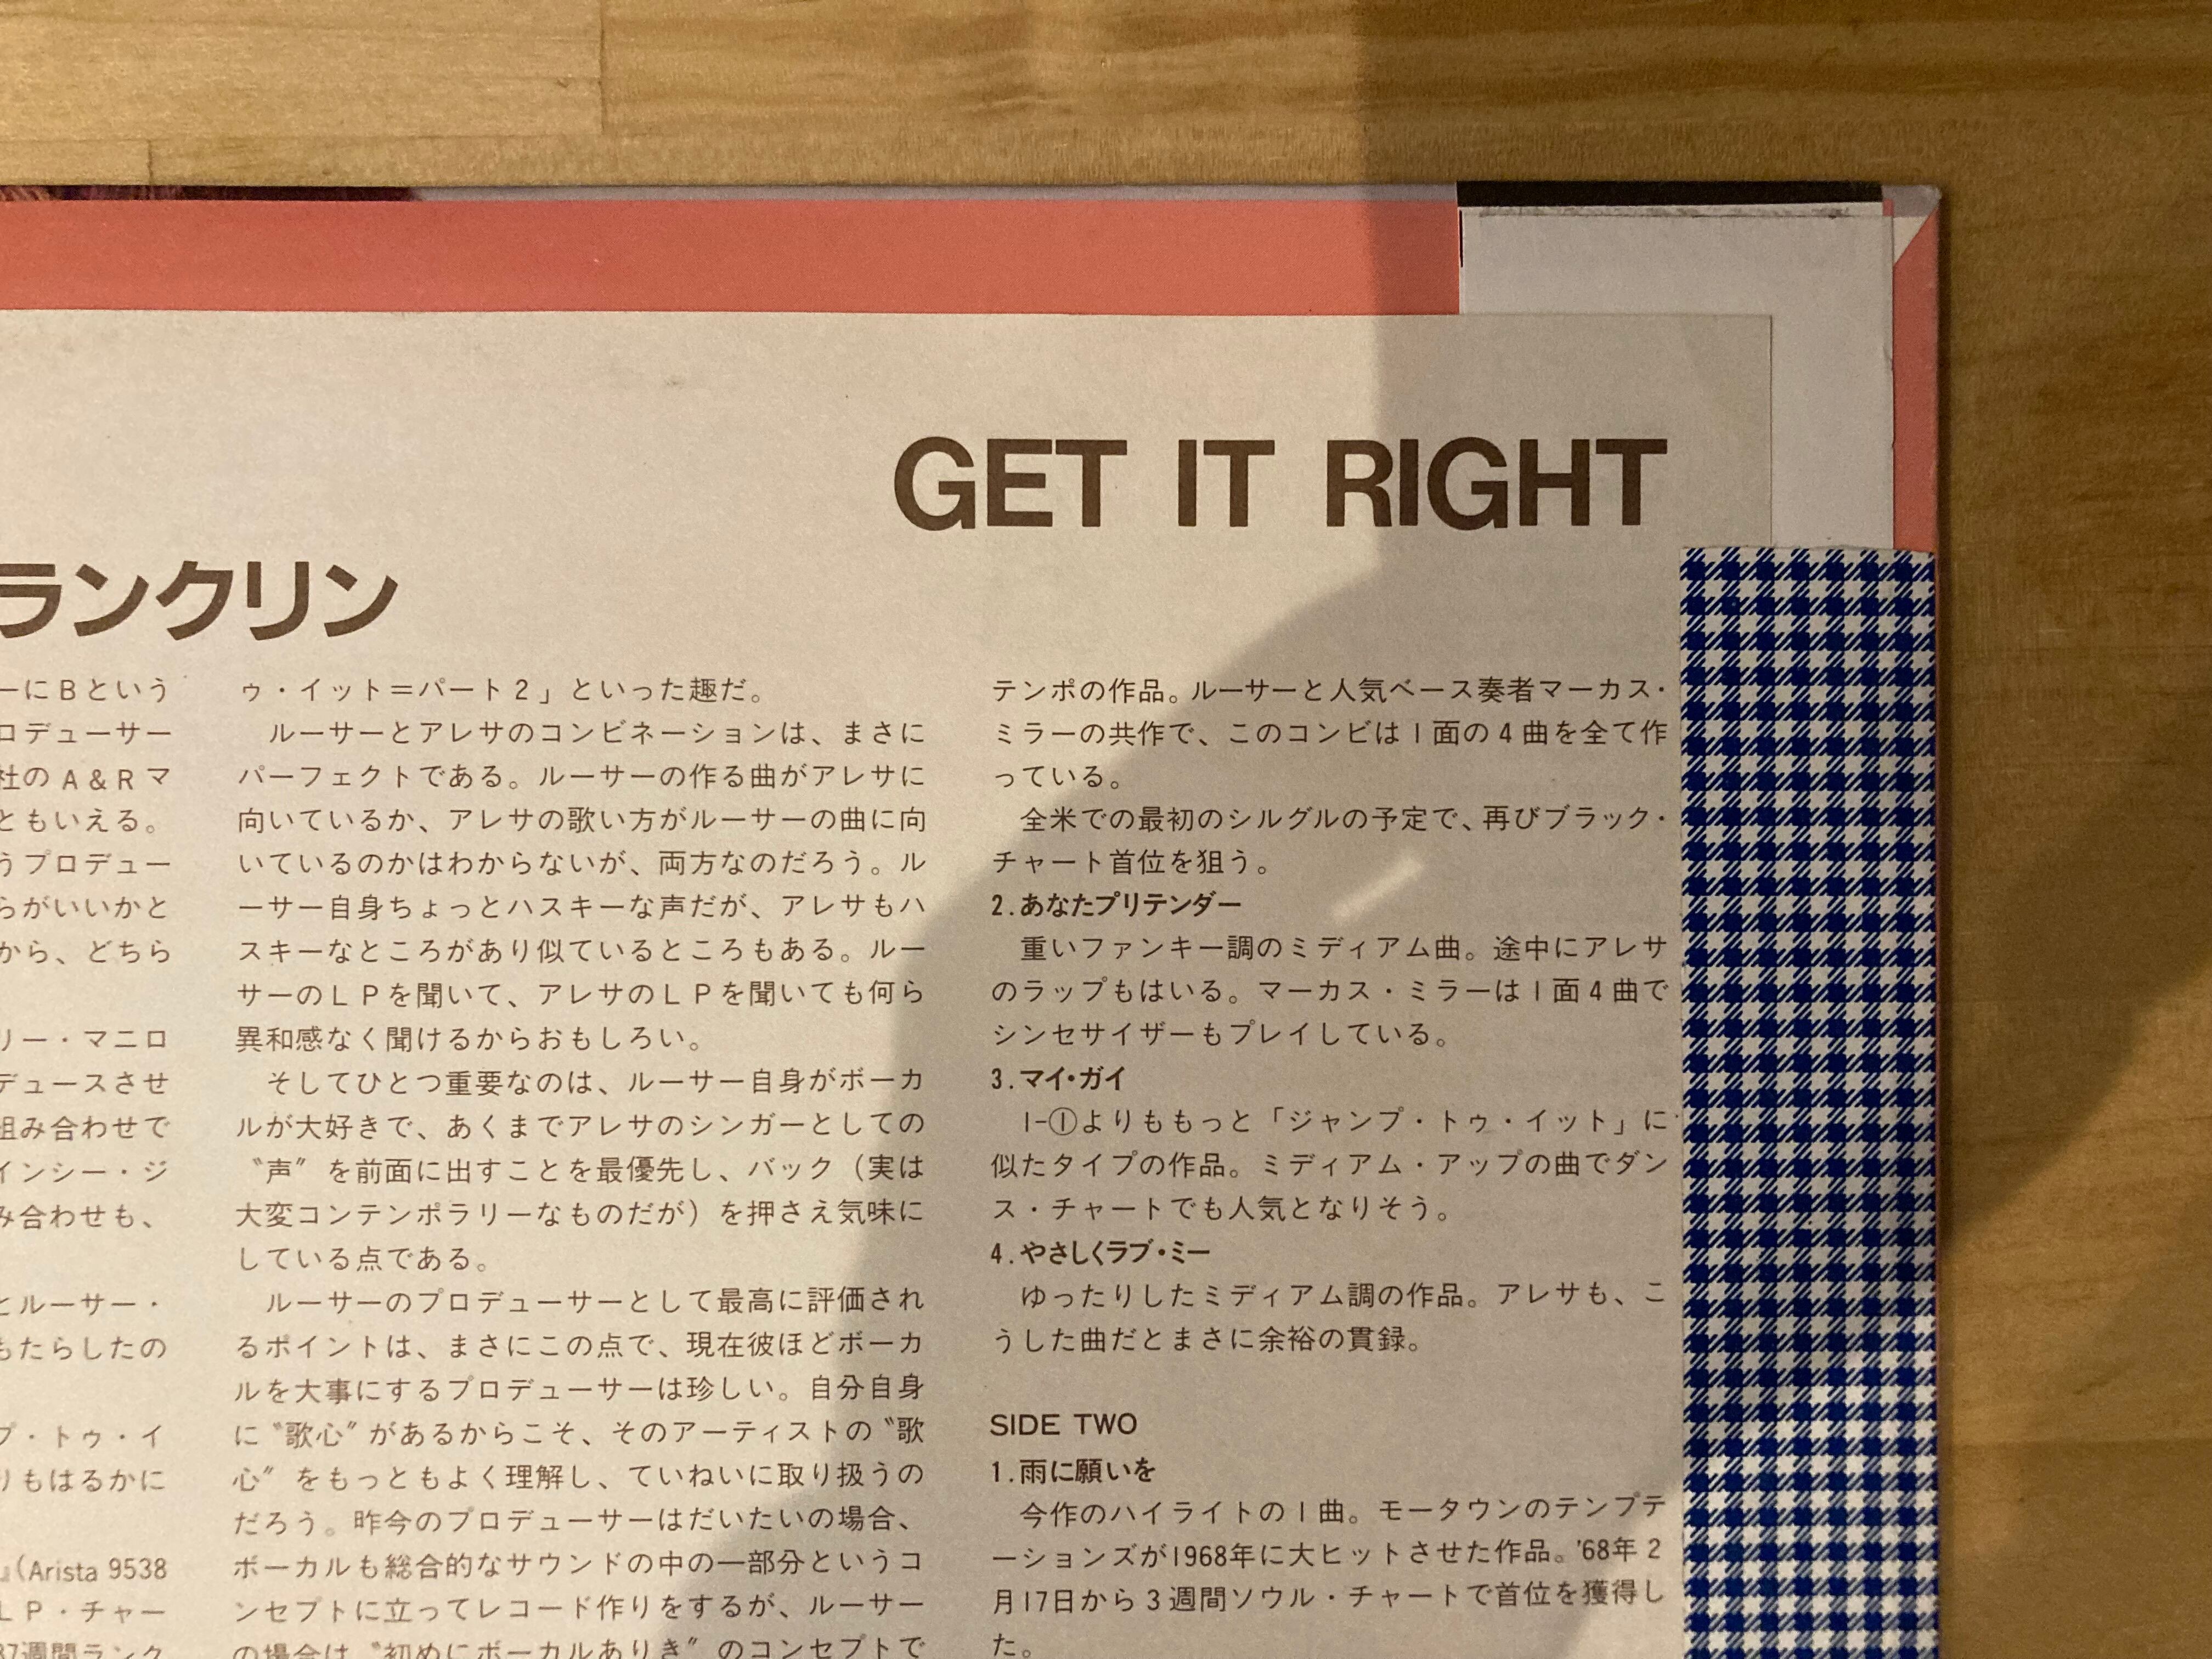 GET IT RIGHT
ランクリン
ーにBという
ロデューサー
社のA&Rマ
ともいえる。
うプロデュー
らがいいかと
から、どちら
リー・マニロ
デュースさせ
組み合わせで
インシー・ジ
み合わせも、
とルーサー・
もたらしたの
プ・トゥ・イ
りもはるかに
』(Arista 9538
LP・チャー
37週間ランク
ゥ・イット=パート2」といった趣だ。
ルーサーとアレサのコンビネーションは、まさに
パーフェクトである。ルーサーの作る曲がアレサに
向いているか、アレサの歌い方がルーサーの曲に向
いているのかはわからないが、両方なのだろう。ル
ーサー自身ちょっとハスキーな声だが、アレサもハ
スキーなところがあり似ているところもある。ルー
サーのLPを聞いて、アレサのLPを聞いても何ら
異和感なく聞けるからおもしろい。
そしてひとつ重要なのは、ルーサー自身がボーカ
ルが大好きで、あくまでアレサのシンガーとしての
〝声〟を前面に出すことを最優先し、バック(実は
大変コンテンポラリーなものだが)を押さえ気味に
している点である。
ルーサーのプロデューサーとして最高に評価され
るポイントは、まさにこの点で、現在彼ほどボーカ
ルを大事にするプロデューサーは珍しい。自分自身
に〝歌心〟があるからこそ、そのアーティストの〝歌
心〟をもっともよく理解し、ていねいに取り扱うの
だろう。昨今のプロデューサーはだいたいの場合、
ボーカルも総合的なサウンドの中の一部分というコ
ンセプトに立ってレコード作りをするが、ルーサー
の場合は〝初めにボーカルありき〟のコンセプトで
テンポの作品。ルーサーと人気ベース奏者マーカス・
ミラーの共作で、このコンビは1面の4曲を全て作
っている。
全米での最初のシルグルの予定で、再びブラック・
チャート首位を狙う。
2.あなたプリテンダー
重いファンキー調のミディアム曲。途中にアレサ
のラップもはいる。マーカス・ミラーは1面4曲で
シンセサイザーもプレイしている。
3.マイ・ガイ
1-①よりももっと「ジャンプ・トゥ・イット」に
似たタイプの作品。ミディアム・アップの曲でダン
ス・チャートでも人気となりそう。
4.やさしくラブ・ミー
ゆったりしたミディアム調の作品。アレサも、こ
うした曲だとまさに余裕の貫録。
SIDE TWO
1.雨に願いを
今作のハイライトの1曲。モータウンのテンプテ
ーションズが1968年に大ヒットさせた作品。'68年2
月17日から3週間ソウル・チャートで首位を獲得し
た。